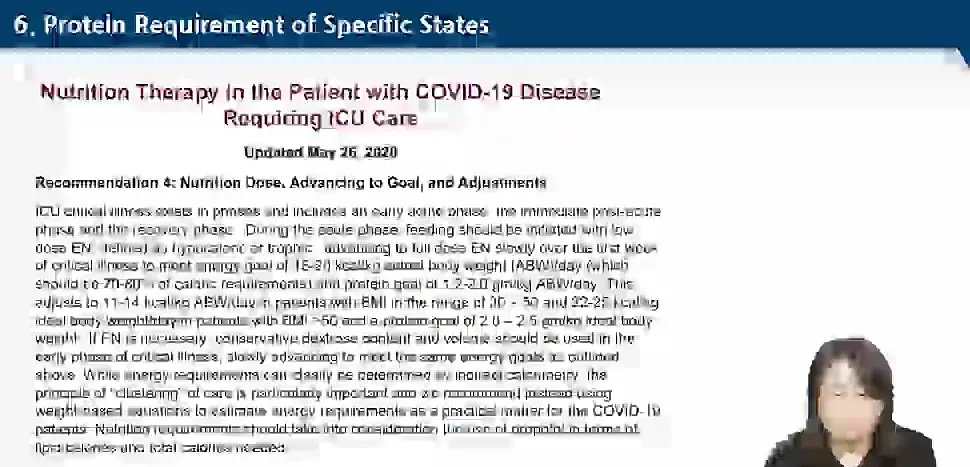 6. Protein Requirement of Specific States
Nutrition Therapy in the Patient with COVID-19 Disease
Requiring ICU Care
Updated May 26, 2020
Recommendation 4: Nutrition Dose, Advancing to Goal, and Adjustments
ICU critical illness exists in phases and includes an early acute phase, the immediate post-acute
phase and the recovery phase. During the acute phase, feeding should be initiated with low
dose EN, defined as hypocaloric or trophic, advancing to full dose EN slowly over the first week
of critical illness to meet energy goal of 15-20 kcal/kg actual body weight (ABW)/day (which
should be 70-80% of caloric requirements) and protein goal of 1.2-2.0 gm/kg ABW/day. This
adjusts to 11-14 kcal/kg ABW/day in patients with BMI in the range of 30 - 50 and 22-25 kcal/kg
ideal body weight/day in patients with BMI >50 and a protein goal of 2.0 – 2.5 gm/kg ideal body
weight. If PN is necessary, conservative dextrose content and volume should be used in the
early phase of critical illness, slowly advancing to meet the same energy goals as outlined
above. While energy requirements can ideally be determined by indirect calorimetry, the
principle of "clustering" of care is particularly important and we recommend instead using
weight-based equations to estimate energy requirements as a practical matter for the COVID-19
patients. Nutrition requirements should take into consideration the use of propofol in terms of
lipid calories and total calories needed.